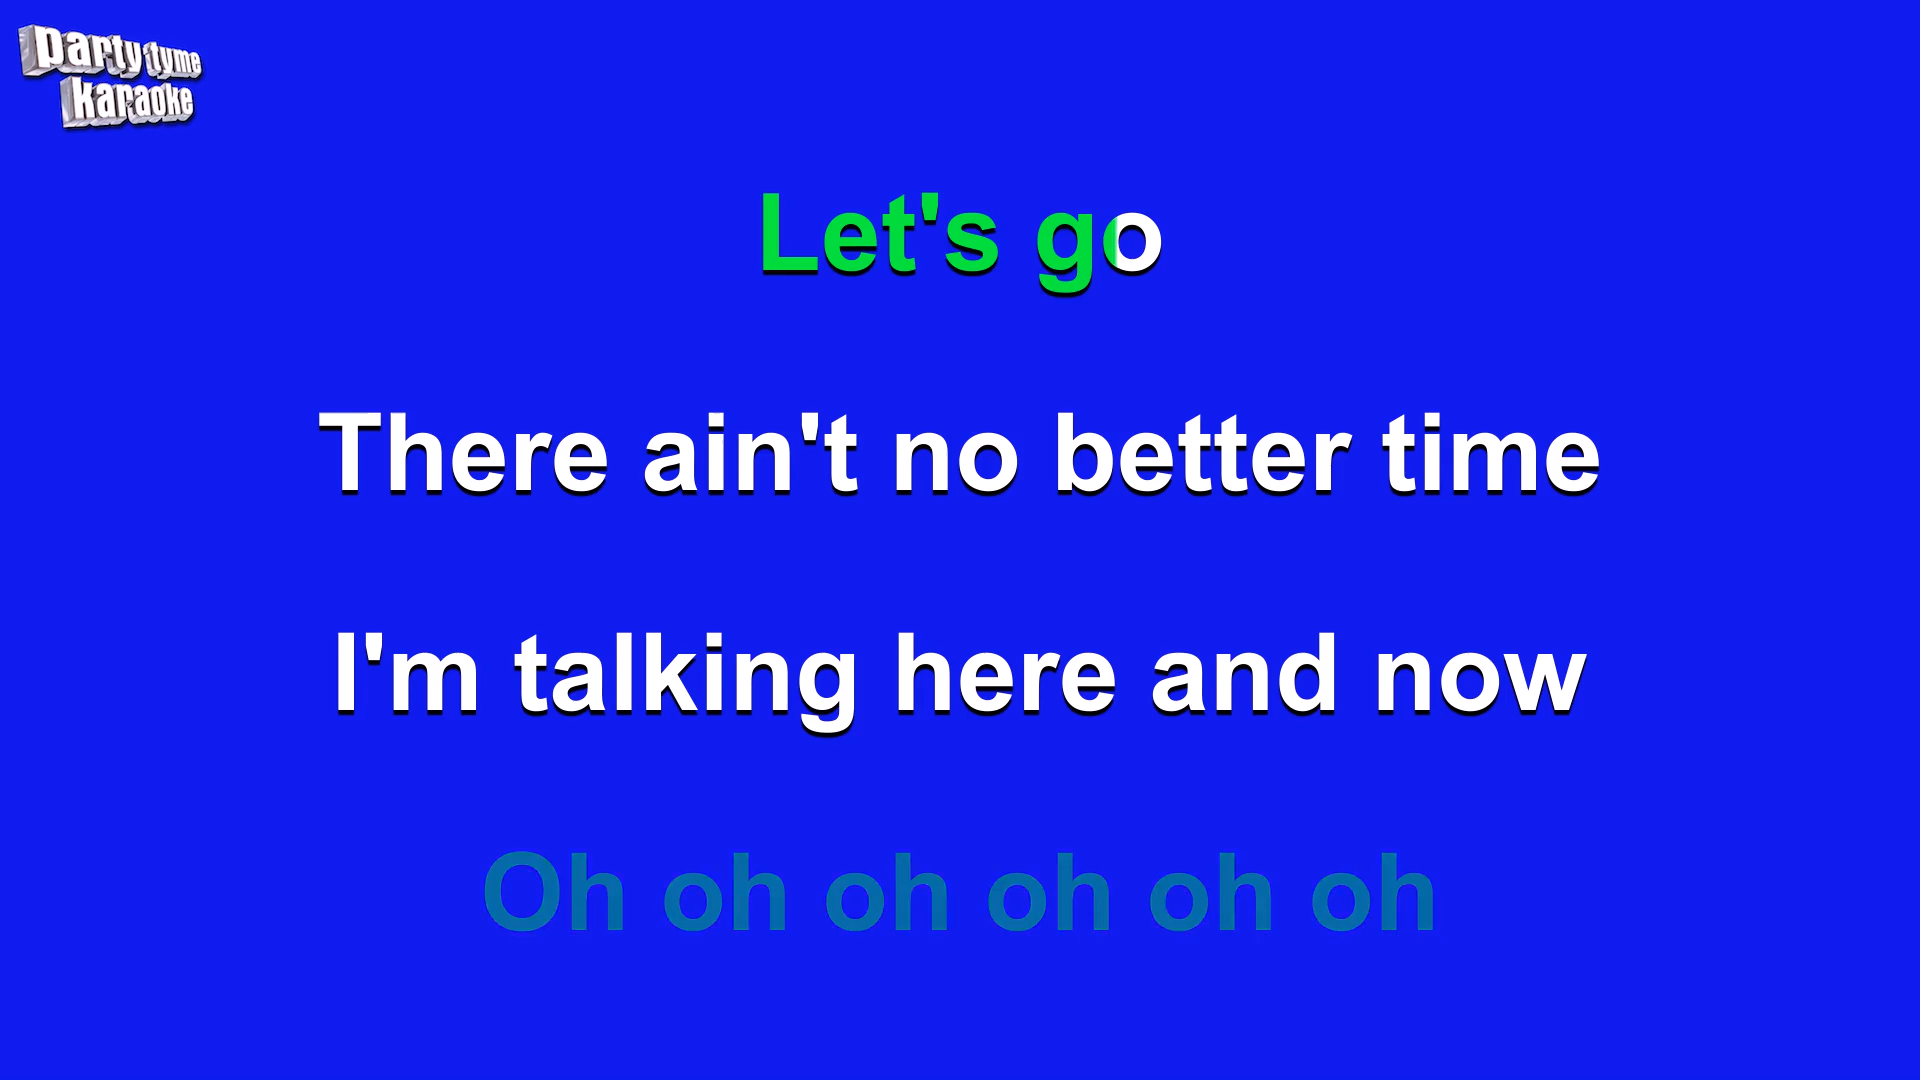 party tyme
karaoke
Let's go
There ain't no better time
I'm talking here and now
Oh oh oh oh oh oh